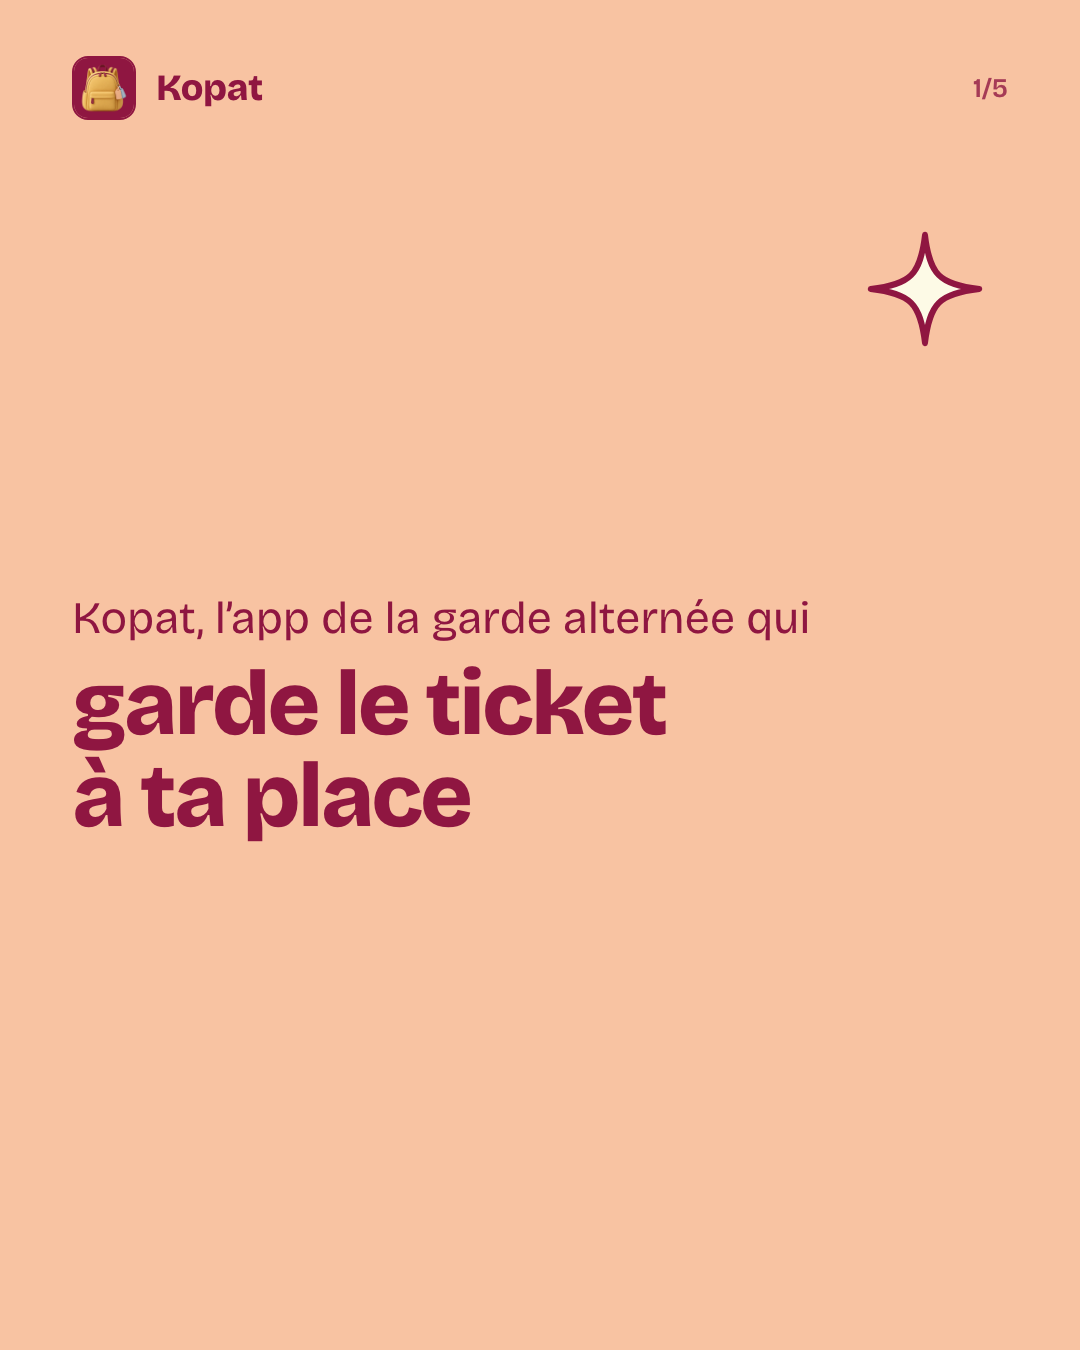 Kopat
1/5
Kopat, l’app de la garde alternée qui
garde le ticket
à ta place